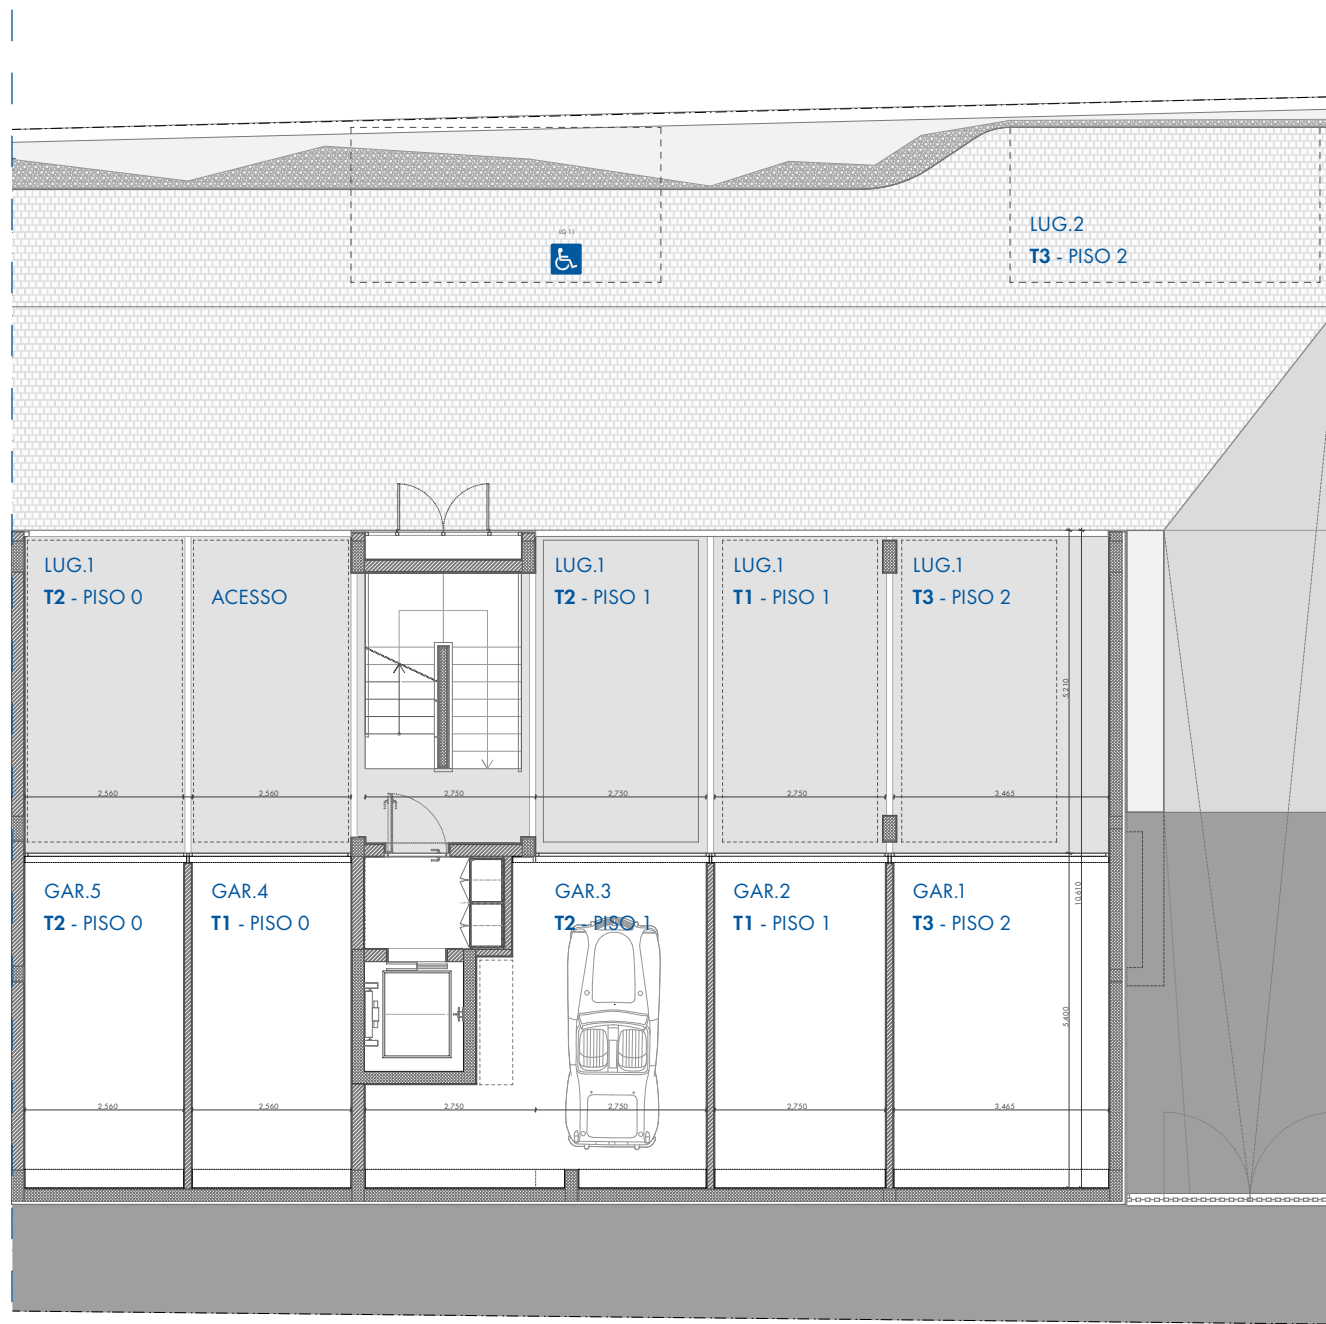 LG 11
LUG.2
T3 - PISO 2
LUG.1
T2 - PISO 0
ACESSO
LUG.1
T2 - PISO 1
LUG.1
T1 - PISO 1
LUG.1
T3 - PISO 2
5.210
2.560
2.560
2.750
2.750
2.750
3.465
GAR.5
T2 - PISO 0
GAR.4
T1 - PISO 0
GAR.3
T2 - PISO 1
GAR.2
T1 - PISO 1
GAR.1
T3 - PISO 2
10.610
5.400
2.560
2.560
2.750
2.750
2.750
3.465